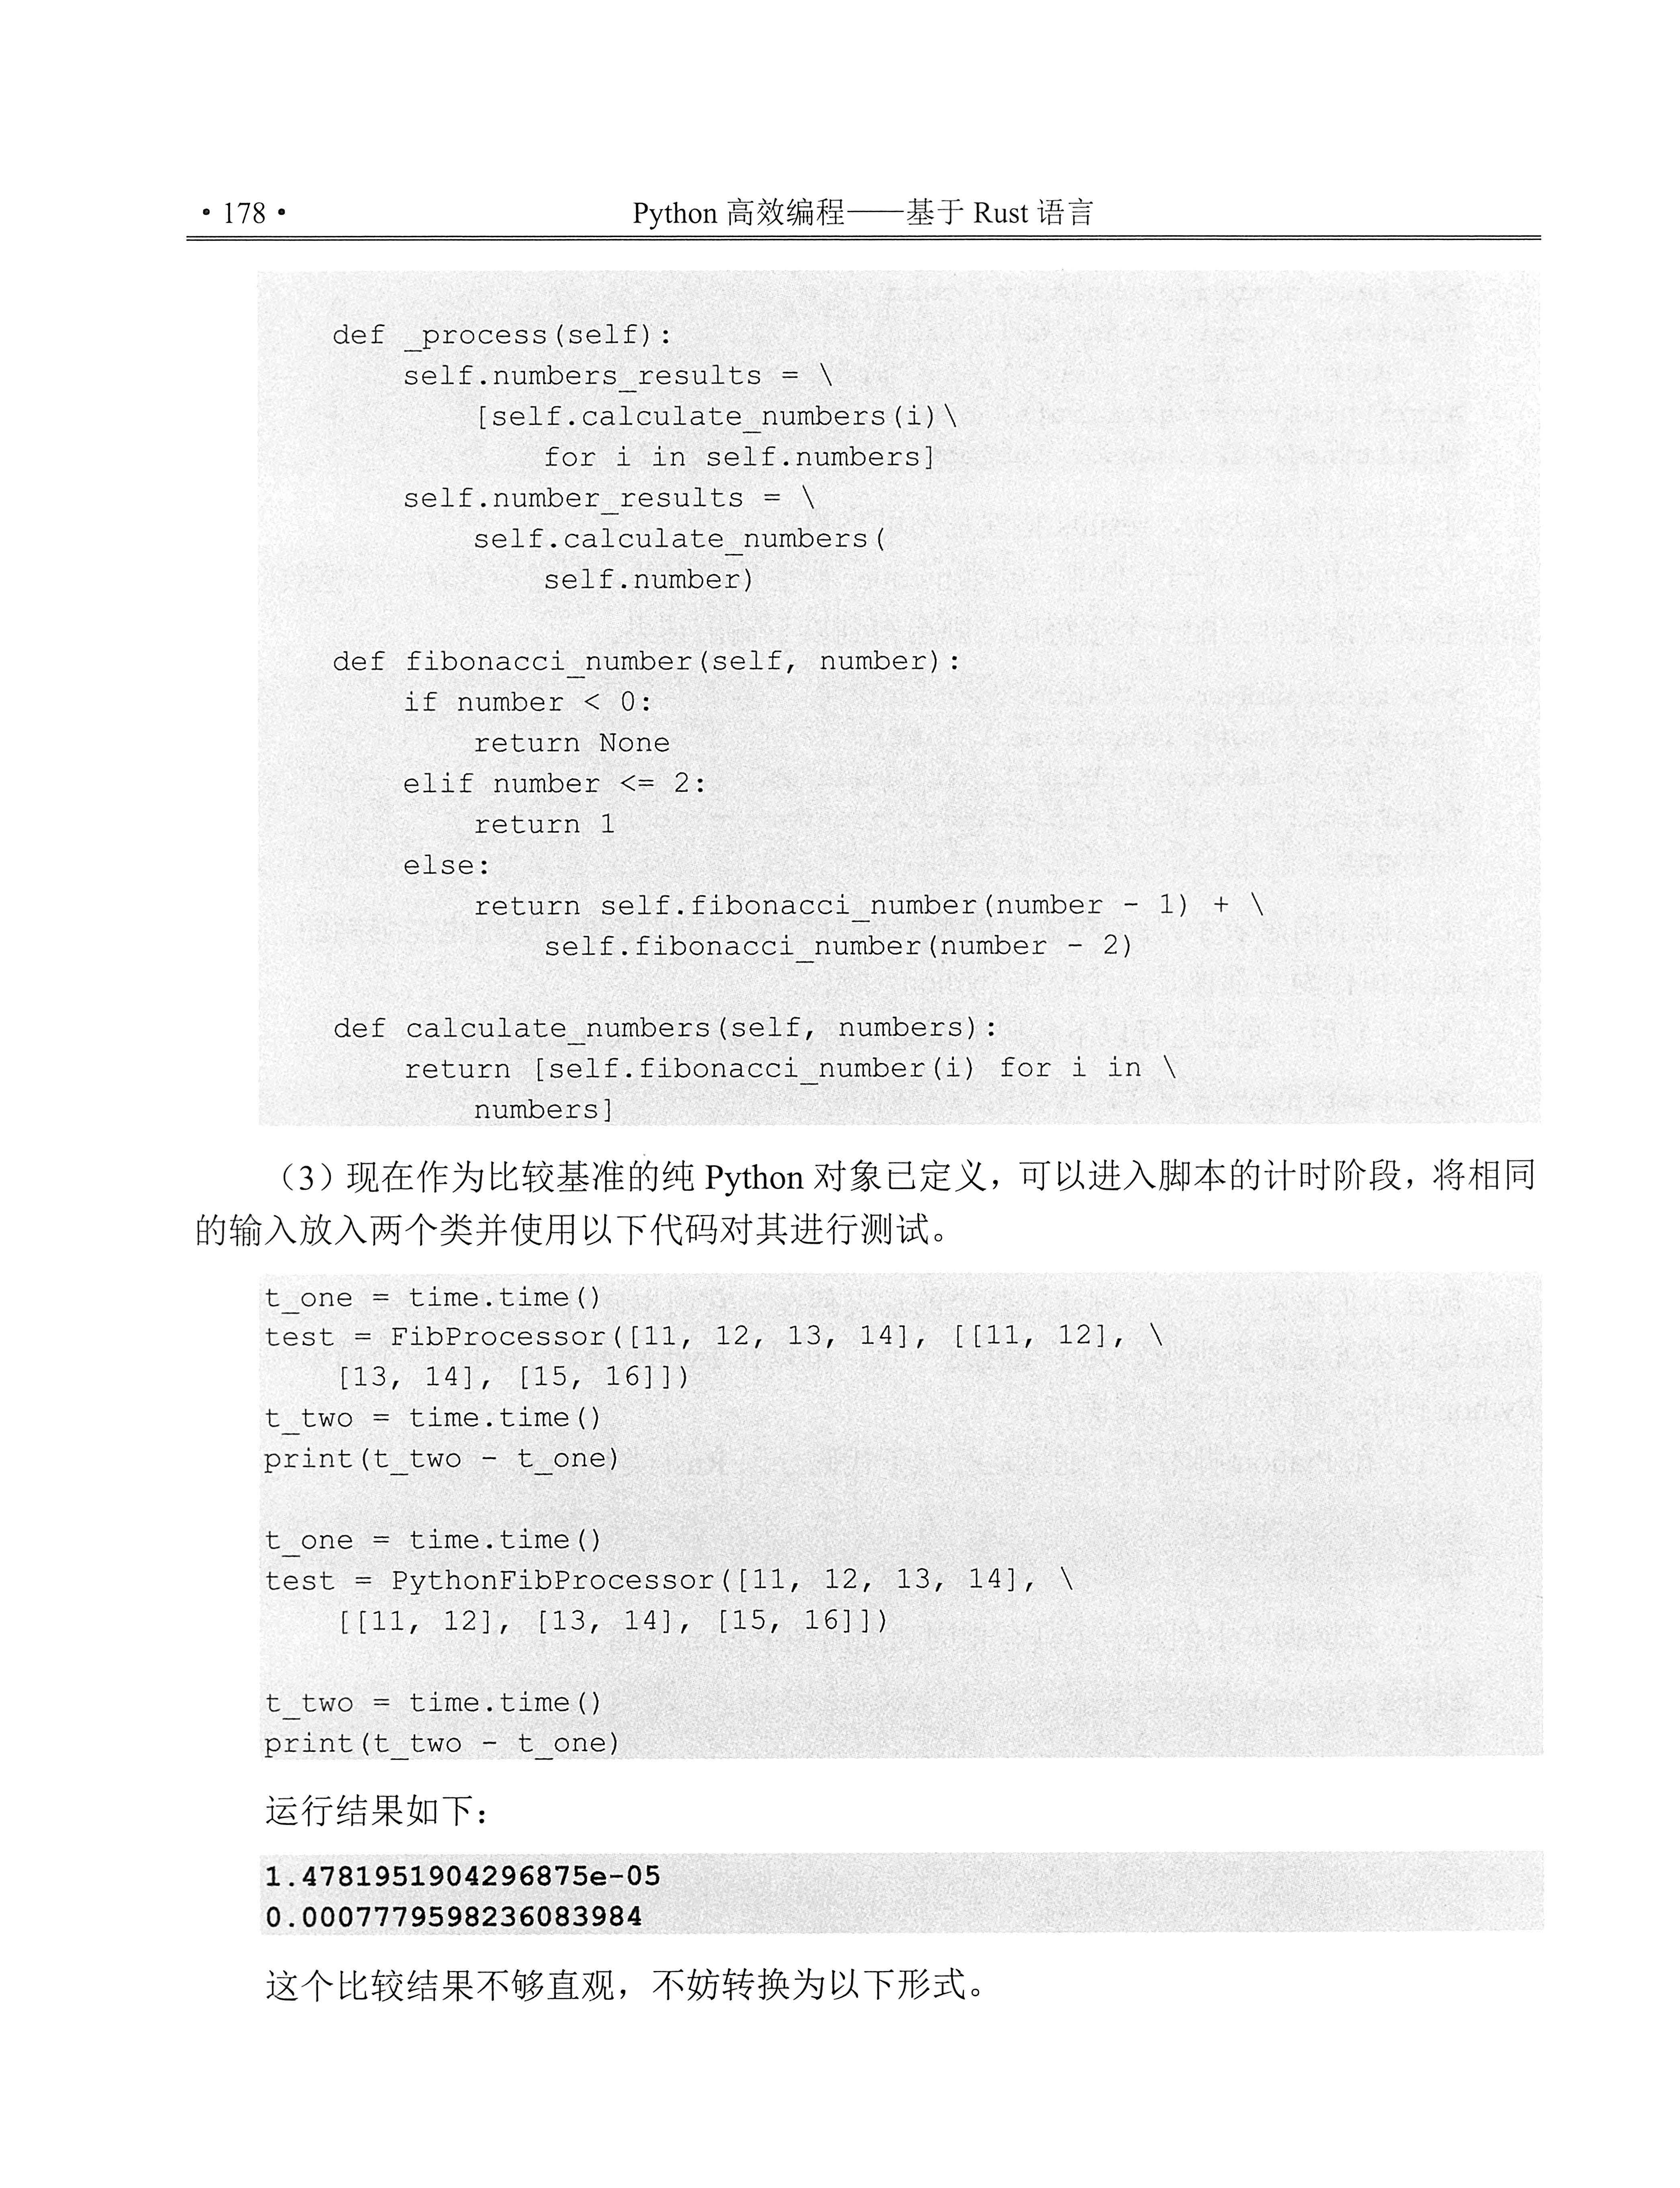 • 178 •
Python 高效编程——基于 Rust 语言
def _process(self):
    self.numbers_results = \
        [self.calculate_numbers(i)\
            for i in self.numbers]
    self.number_results = \
        self.calculate_numbers(
            self.number)
def fibonacci_number(self, number):
    if number < 0:
        return None
    elif number <= 2:
        return 1
    else:
        return self.fibonacci_number(number - 1) + \
            self.fibonacci_number(number - 2)
def calculate_numbers(self, numbers):
    return [self.fibonacci_number(i) for i in \
        numbers]
（3）现在作为比较基准的纯 Python 对象已定义，可以进入脚本的计时阶段，将相同
的输入放入两个类并使用以下代码对其进行测试。
t_one = time.time()
test = FibProcessor([11, 12, 13, 14], [[11, 12], \
    [13, 14], [15, 16]])
t_two = time.time()
print(t_two - t_one)
t_one = time.time()
test = PythonFibProcessor([11, 12, 13, 14], \
    [[11, 12], [13, 14], [15, 16]])
t_two = time.time()
print(t_two - t_one)
运行结果如下：
1.4781951904296875e-05
0.0007779598236083984
这个比较结果不够直观，不妨转换为以下形式。